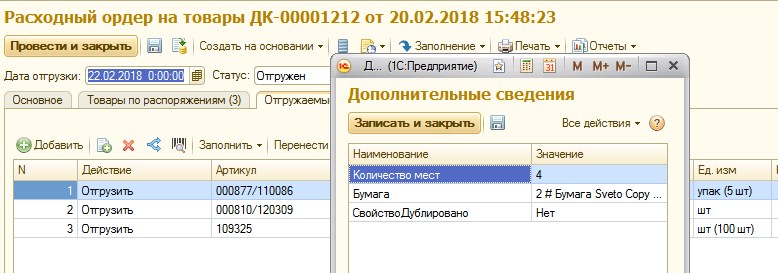 Расходный ордер на товары ДК-00001212 от 20.02.2018 15:48:23
Провести и закрыть Создать на основании Заполнение Печать Отчеты
Дата отгрузки: 22.02.2018 0:00:00 Статус: Отгружен
Основное Товары по распоряжениям (3) Отгружаемы
Добавить Заполнить Перенести
N Действие Артикул Ед. изм
1 Отгрузить 000877/110086 упак (5 шт)
2 Отгрузить 000810/120309 шт
3 Отгрузить 109325 шт (100 шт)
Д... (1С:Предприятие) M M+ M-
Дополнительные сведения
Записать и закрыть Все действия ?
Наименование Значение
Количество мест 4
Бумага 2 # Бумага Sveto Copy ...
СвойствоДублировано Нет